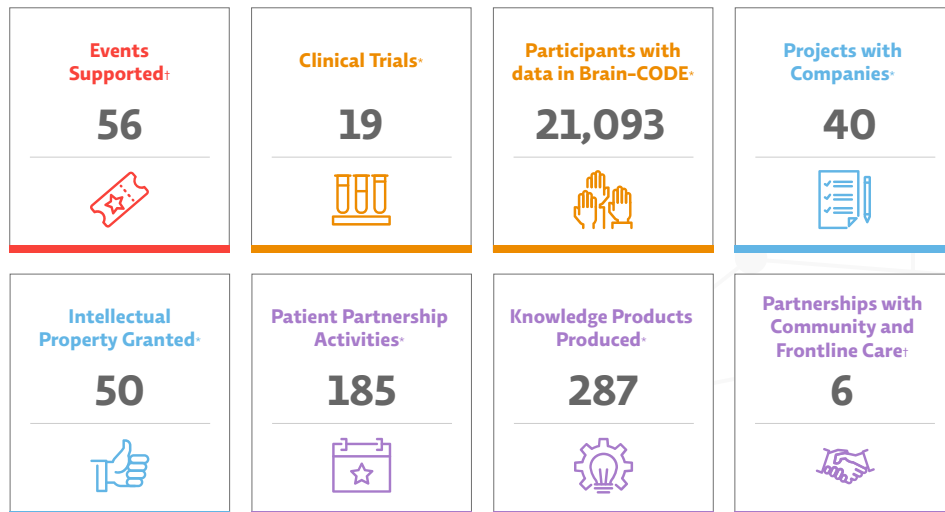 Events
Supported†
56
Clinical Trials*
19
Participants with
data in Brain-CODE*
21,093
Projects with
Companies*
40
Intellectual
Property Granted*
50
Patient Partnership
Activities*
185
Knowledge Products
Produced*
287
Partnerships with
Community and
Frontline Care†
6